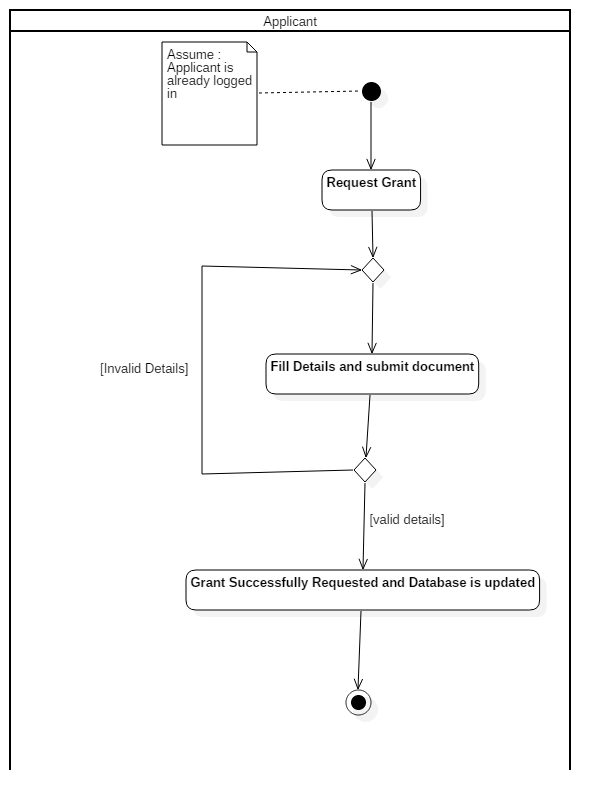 Applicant
Assume :
Applicant is
already logged
in
Request Grant
[Invalid Details]
Fill Details and submit document
[valid details]
Grant Successfully Requested and Database is updated